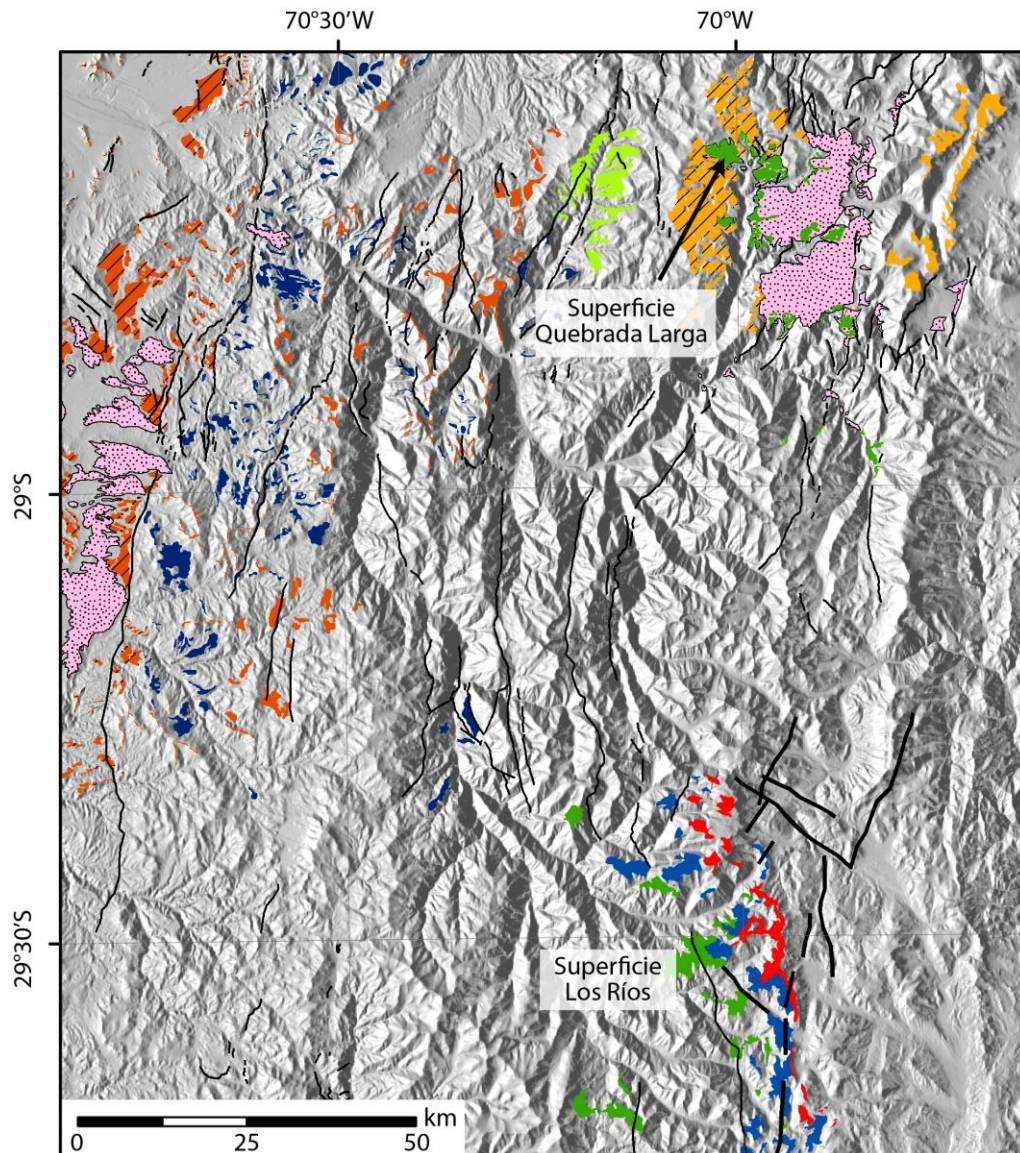 70°30’W
70°W
Superficie
Quebrada Larga
29°S
29°30’S
Superficie
Los Ríos
km
0
25
50